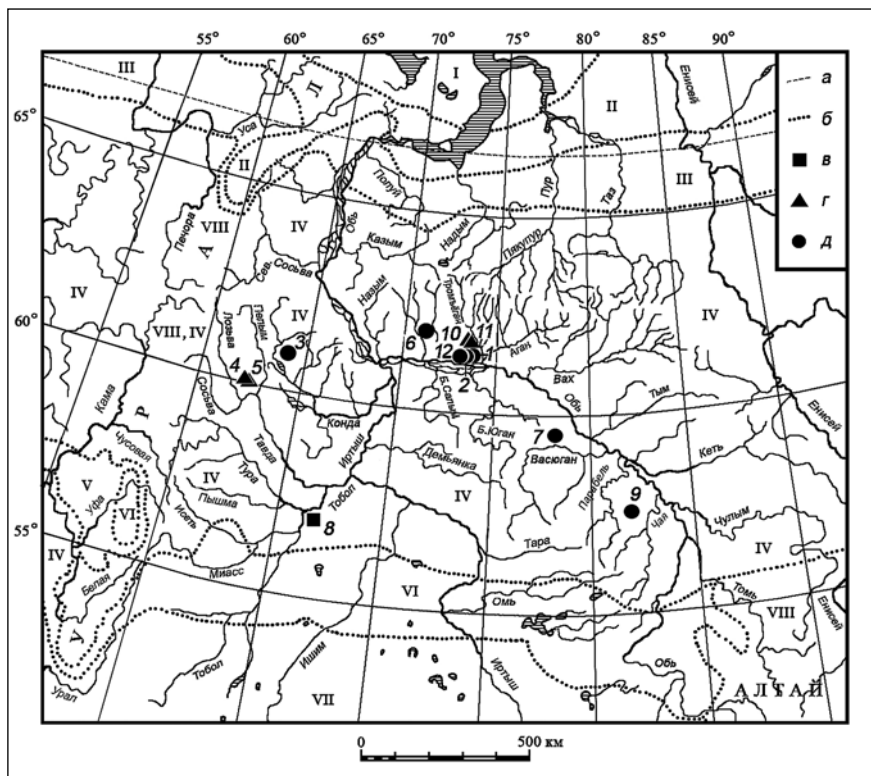 55° 60° 65° 70° 75° 80° 85° 90°
65°
60°
55°
III
I
II
Енисей
а
б
в
г
д
Л
Уса
II
III
Полуй
Пур
Таз
Печора
VIII
А
IV
Обь
Казым
Надым
Пякупур
Сев. Сосьва
Назым
Тромъёган
IV
VIII, IV
Лозьва
Пелым
IV
3
6
10
11
12
1
2
Аган
IV
4
5
Вах
Обь
Тым
Кама
Р
Сосьва
Тавда
Конда
Иртыш
Б.Салым
Б.Юган
7
Васюган
Кеть
Енисей
Чусовая
IV
Тура
Демьянка
Парабель
9
V
Уфа
Пышма
Тобол
IV
Чая
Чулым
VI
Исеть
8
Тара
IV
IV
Белая
Миасс
VI
Омь
Томь
VIII
Енисей
У
Тобол
Ишим
Иртыш
Обь
Урал
VII
АЛТАЙ
0 500 км